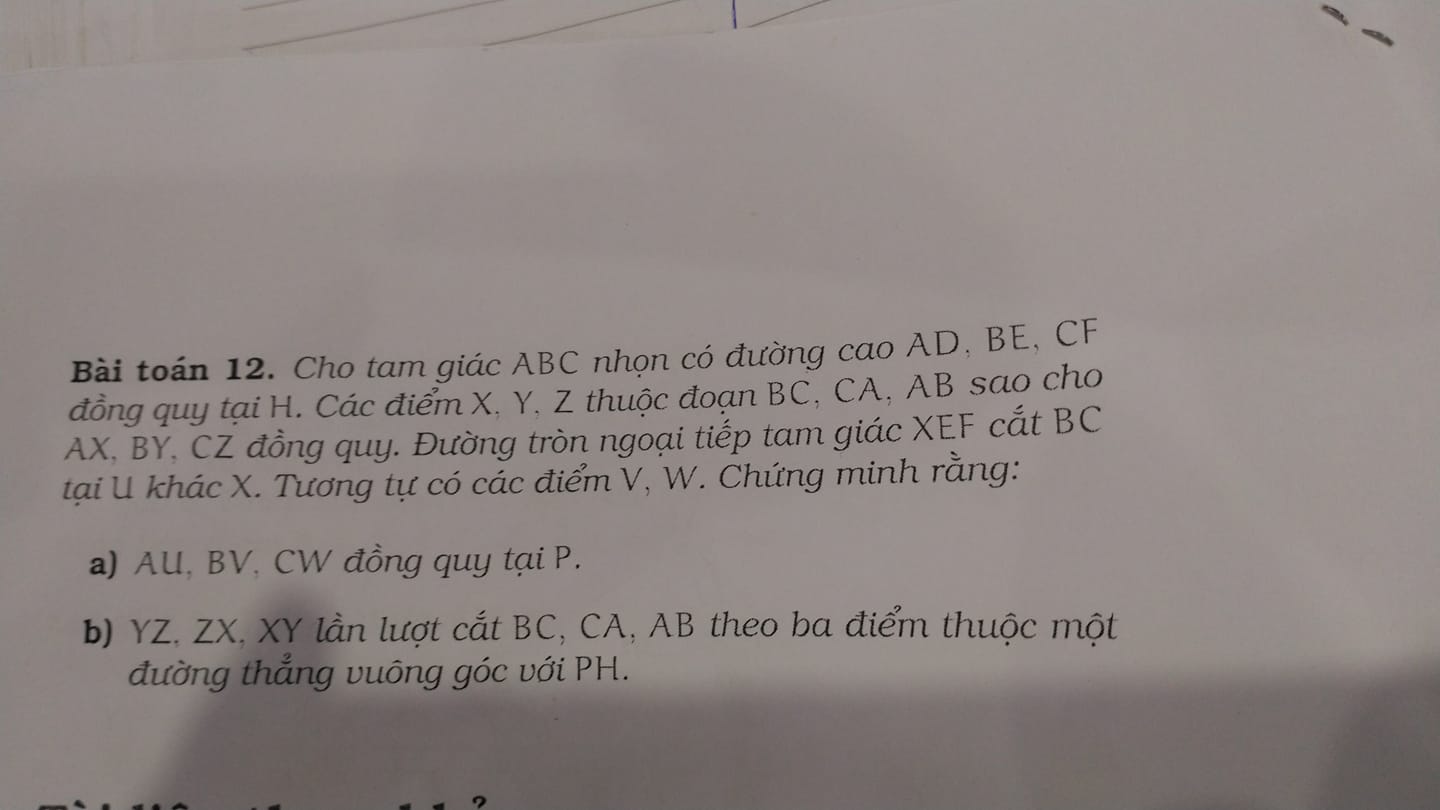 Bài toán 12. Cho tam giác ABC nhọn có đường cao AD, BE, CF
đồng quy tại H. Các điểm X, Y, Z thuộc đoạn BC, CA, AB sao cho
AX, BY, CZ đồng quy. Đường tròn ngoại tiếp tam giác XEF cắt BC
tại U khác X. Tương tự có các điểm V, W. Chứng minh rằng:
a) AU, BV, CW đồng quy tại P.
b) YZ, ZX, XY lần lượt cắt BC, CA, AB theo ba điểm thuộc một
đường thẳng vuông góc với PH.